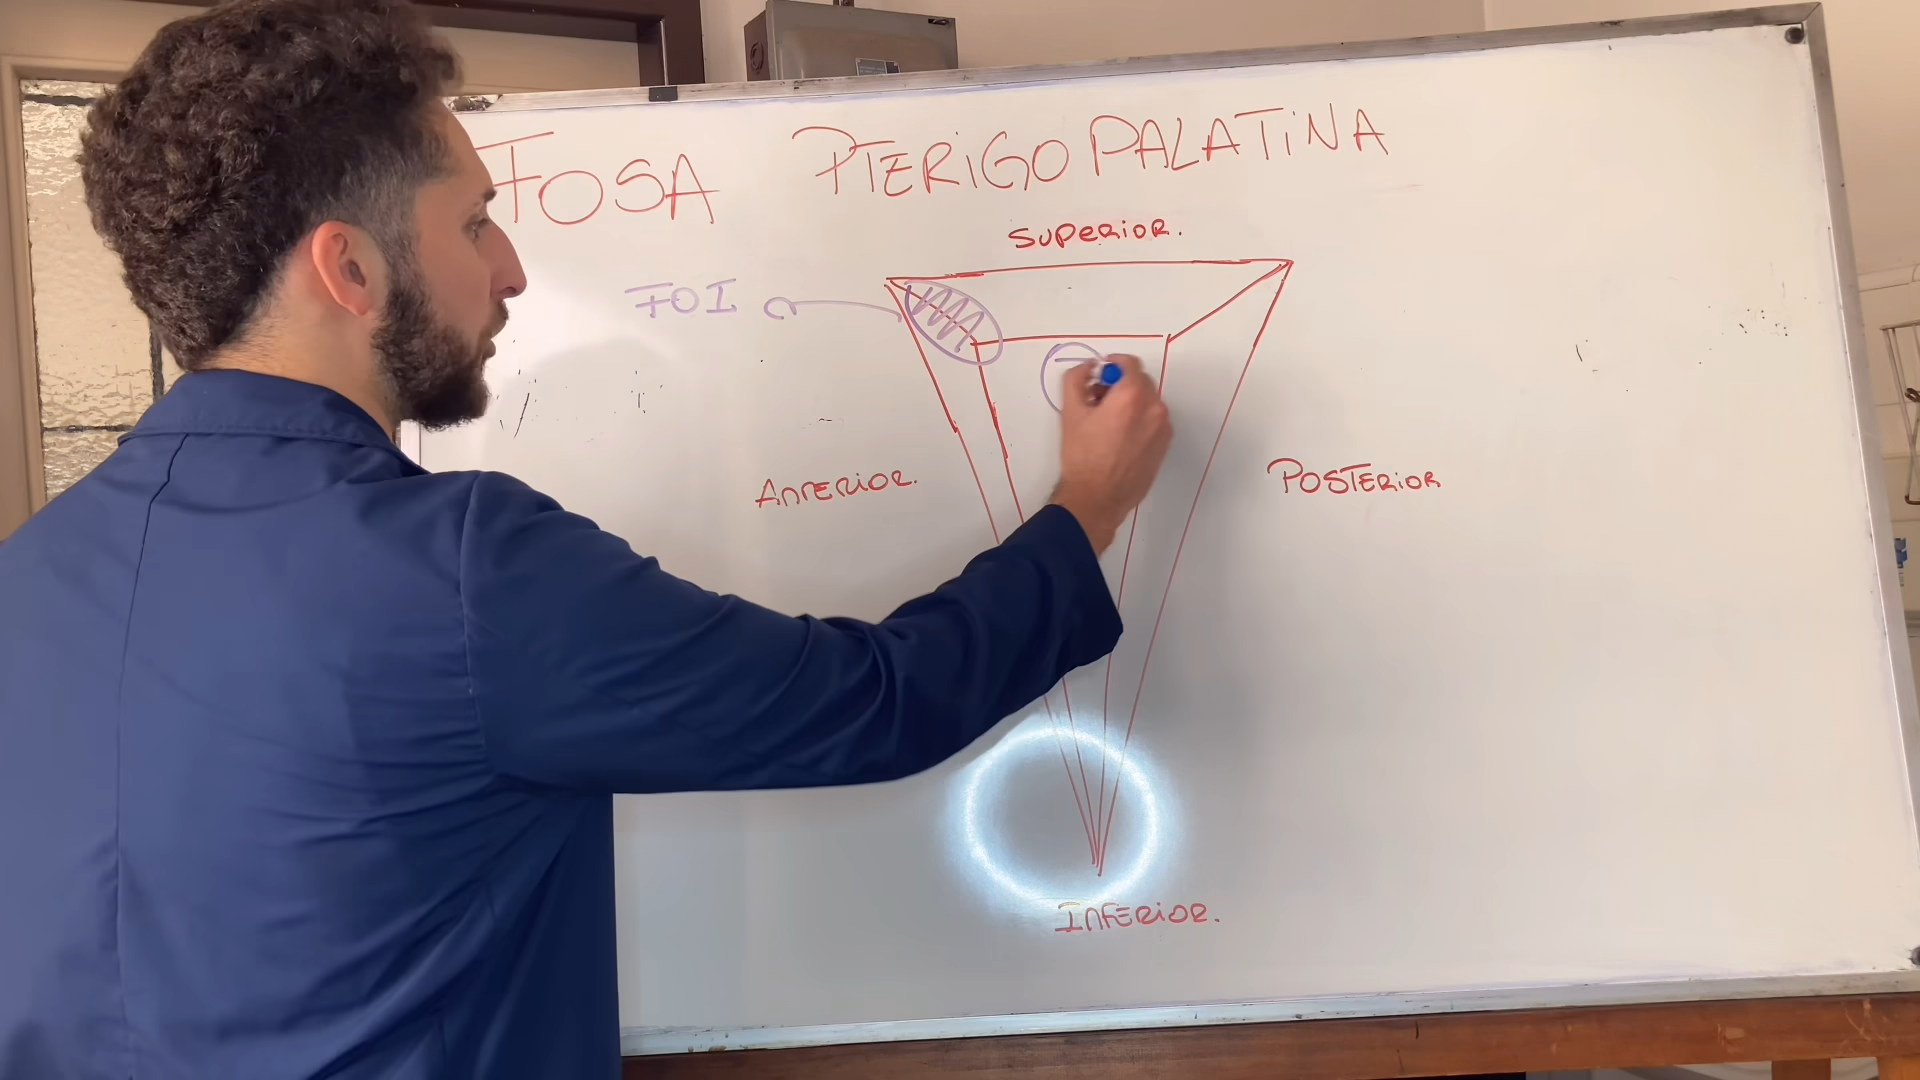 FOSA PTERIGOPALATINA
SUPERIOR.
FOI
ANTERIOR.
POSTERIOR
INFERIOR.